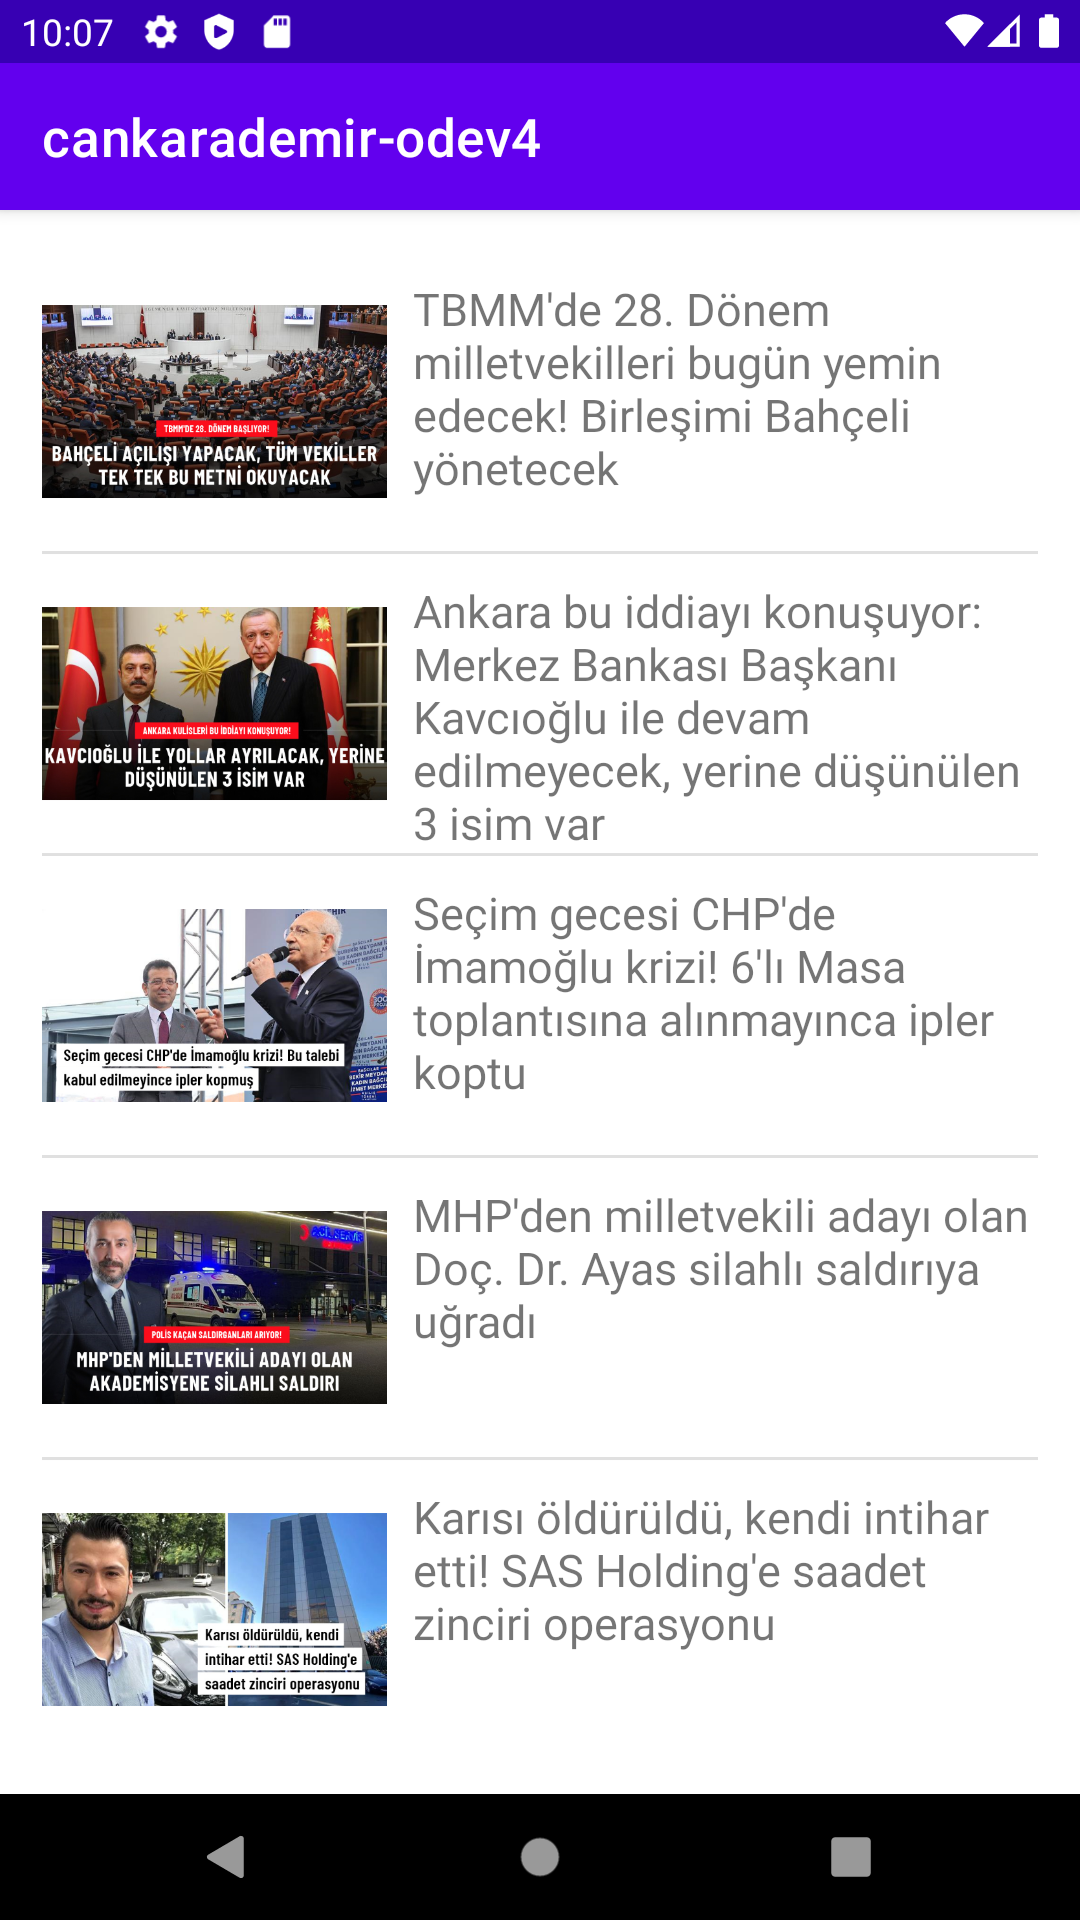 10:07
cankarademir-odev4
TBMM'DE 28. DÖNEM BAŞLIYOR!
BAHÇELİ AÇILIŞI YAPACAK, TÜM VEKİLLER
TEK TEK BU METNİ OKUYACAK
TBMM'de 28. Dönem
milletvekilleri bugün yemin
edecek! Birleşimi Bahçeli
yönetecek
ANKARA KULİSLERİ BU İDDİAYI KONUŞUYOR!
KAVCIOĞLU İLE YOLLAR AYRILACAK, YERİNE
DÜŞÜNÜLEN 3 İSİM VAR
Ankara bu iddiayı konuşuyor:
Merkez Bankası Başkanı
Kavcıoğlu ile devam
edilmeyecek, yerine düşünülen
3 isim var
Seçim gecesi CHP'de İmamoğlu krizi! Bu talebi
kabul edilmeyince ipler kopmuş
Seçim gecesi CHP'de
İmamoğlu krizi! 6'lı Masa
toplantısına alınmayınca ipler
koptu
POLİS KAÇAN SALDIRGANLARI ARIYOR!
MHP'DEN MİLLETVEKİLİ ADAYI OLAN
AKADEMİSYENE SİLAHLI SALDIRI
MHP'den milletvekili adayı olan
Doç. Dr. Ayas silahlı saldırıya
uğradı
Karısı öldürüldü, kendi
intihar etti! SAS Holding'e
saadet zinciri operasyonu
Karısı öldürüldü, kendi intihar
etti! SAS Holding'e saadet
zinciri operasyonu